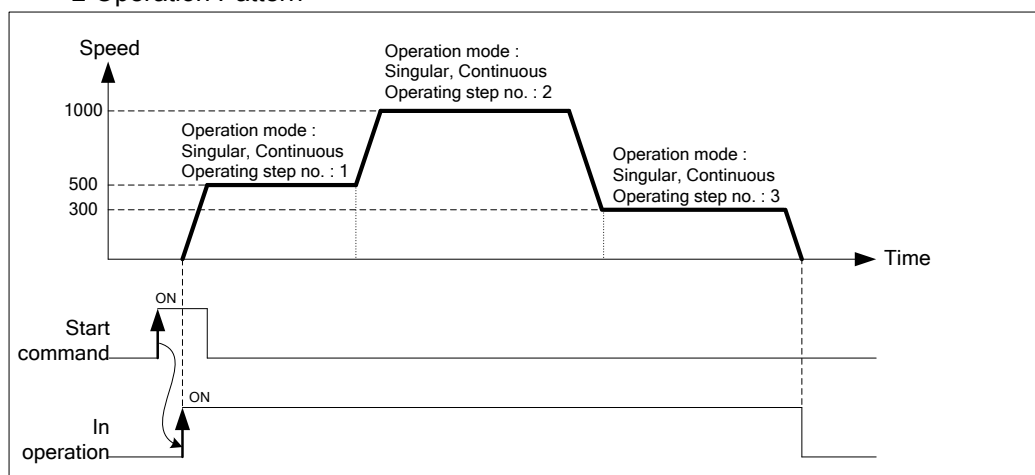 Operation Pattern
Speed
Operation mode :
Singular, Continuous
Operating step no. : 2
1000
Operation mode :
Singular, Continuous
Operating step no. : 1
Operation mode :
Singular, Continuous
Operating step no. : 3
500
300
Time
ON
Start
command
ON
In
operation